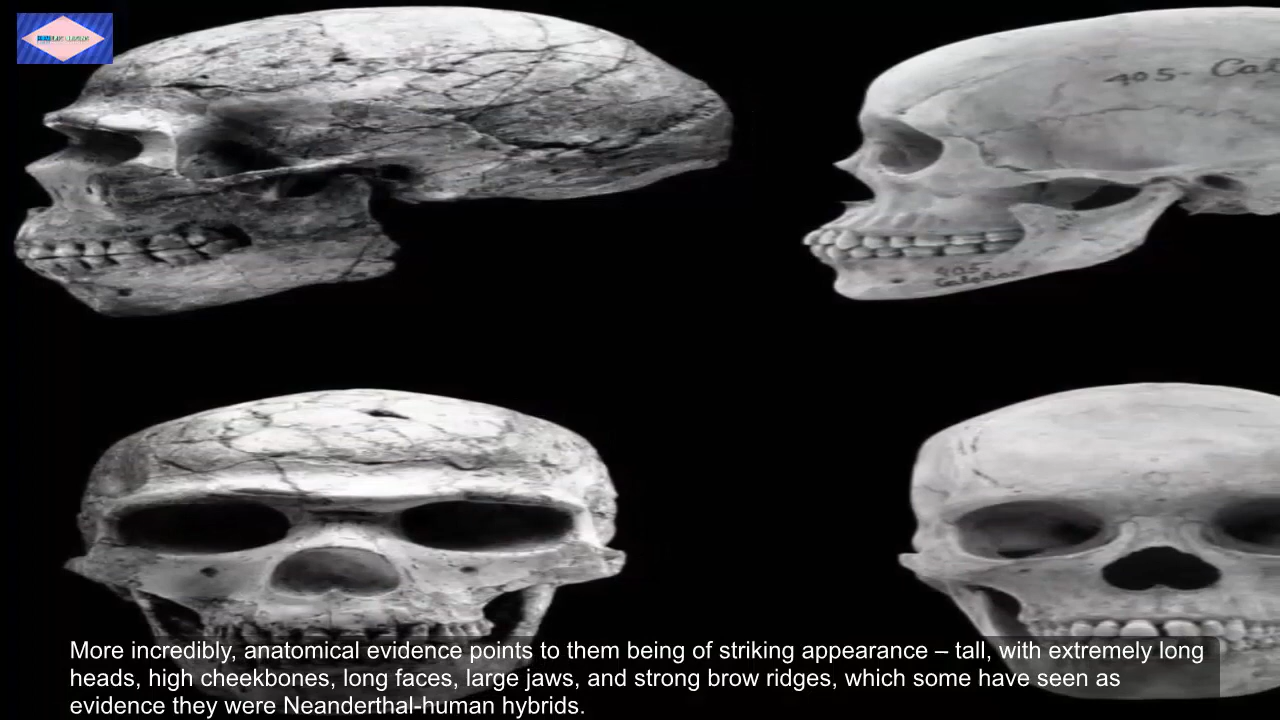 405- Cal
405
More incredibly, anatomical evidence points to them being of striking appearance – tall, with extremely long
heads, high cheekbones, long faces, large jaws, and strong brow ridges, which some have seen as
evidence they were Neanderthal-human hybrids.